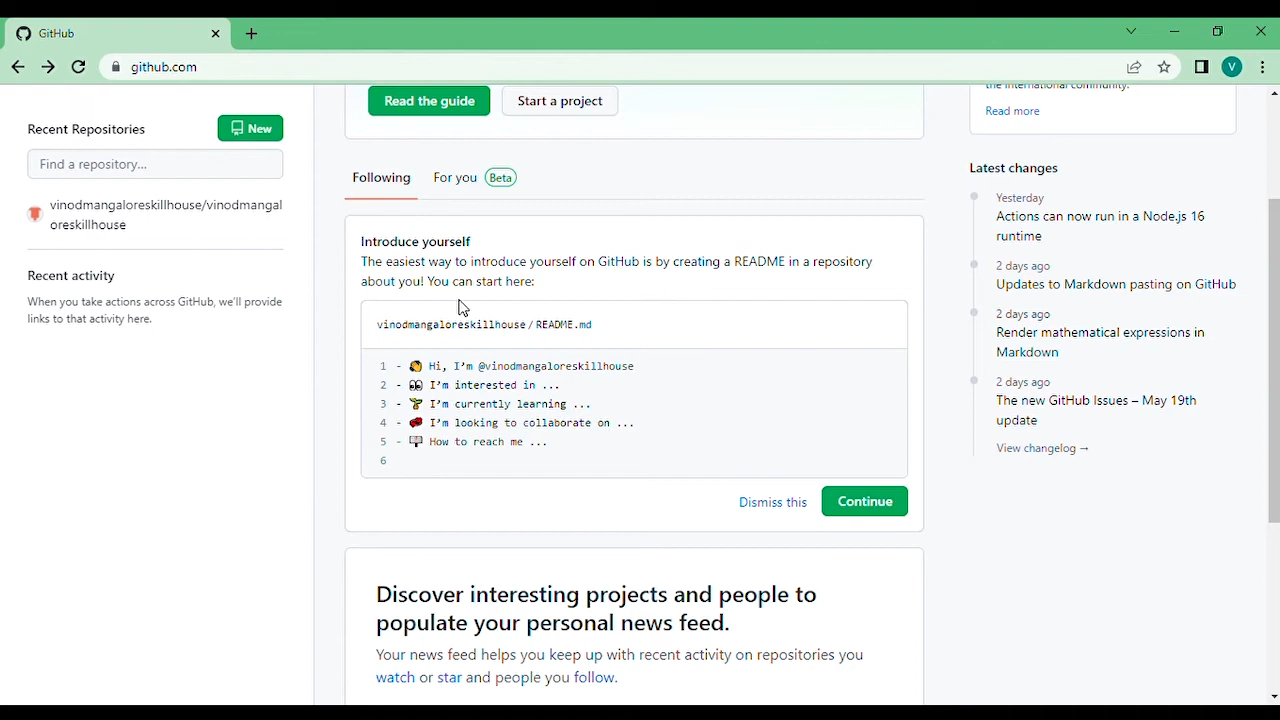 GitHub
github.com
V
Recent Repositories
New
Find a repository...
vinodmangaloreskillhouse/vinodmangal
oreskillhouse
Recent activity
When you take actions across GitHub, we'll provide
links to that activity here.
Read the guide
Start a project
Following
For you
Beta
Introduce yourself
The easiest way to introduce yourself on GitHub is by creating a README in a repository
about you! You can start here:
vinodmangaloreskillhouse / README.md
1 - 👋 Hi, I'm @vinodmangaloreskillhouse
2 - 👀 I'm interested in ...
3 - 🌱 I'm currently learning ...
4 - 💞️ I'm looking to collaborate on ...
5 - 📫 How to reach me ...
6
Dismiss this
Continue
Discover interesting projects and people to
populate your personal news feed.
Your news feed helps you keep up with recent activity on repositories you
watch or star and people you follow.
the international community.
Read more
Latest changes
Yesterday
Actions can now run in a Node.js 16
runtime
2 days ago
Updates to Markdown pasting on GitHub
2 days ago
Render mathematical expressions in
Markdown
2 days ago
The new GitHub Issues – May 19th
update
View changelog →